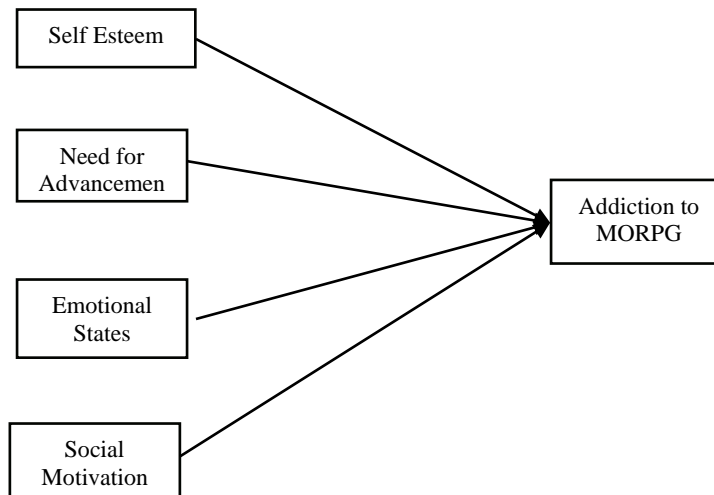 Self Esteem
Need for
Advancemen
Addiction to
MORPG
Emotional
States
Social
Motivation